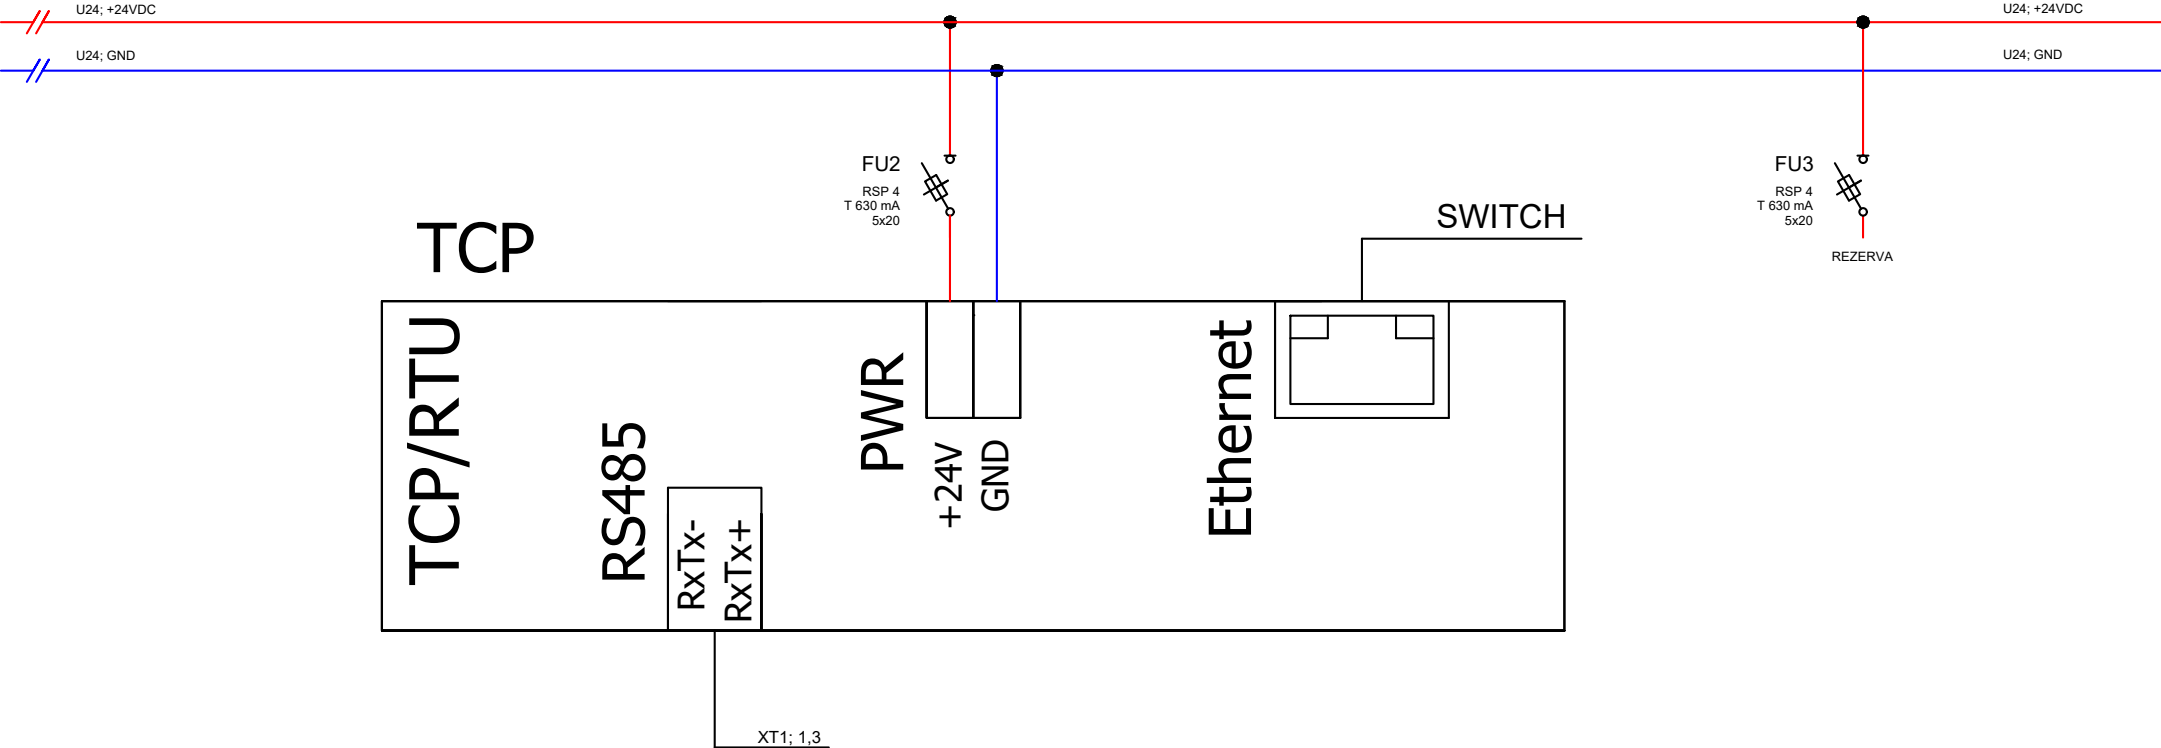 U24; +24VDC
U24; +24VDC
U24; GND
U24; GND
FU2
RSP 4
T 630 mA
5x20
FU3
RSP 4
T 630 mA
5x20
REZERVA
SWITCH
TCP
TCP/RTU
RS485
RxTx-
RxTx+
PWR
+24V
GND
Ethernet
XT1; 1,3